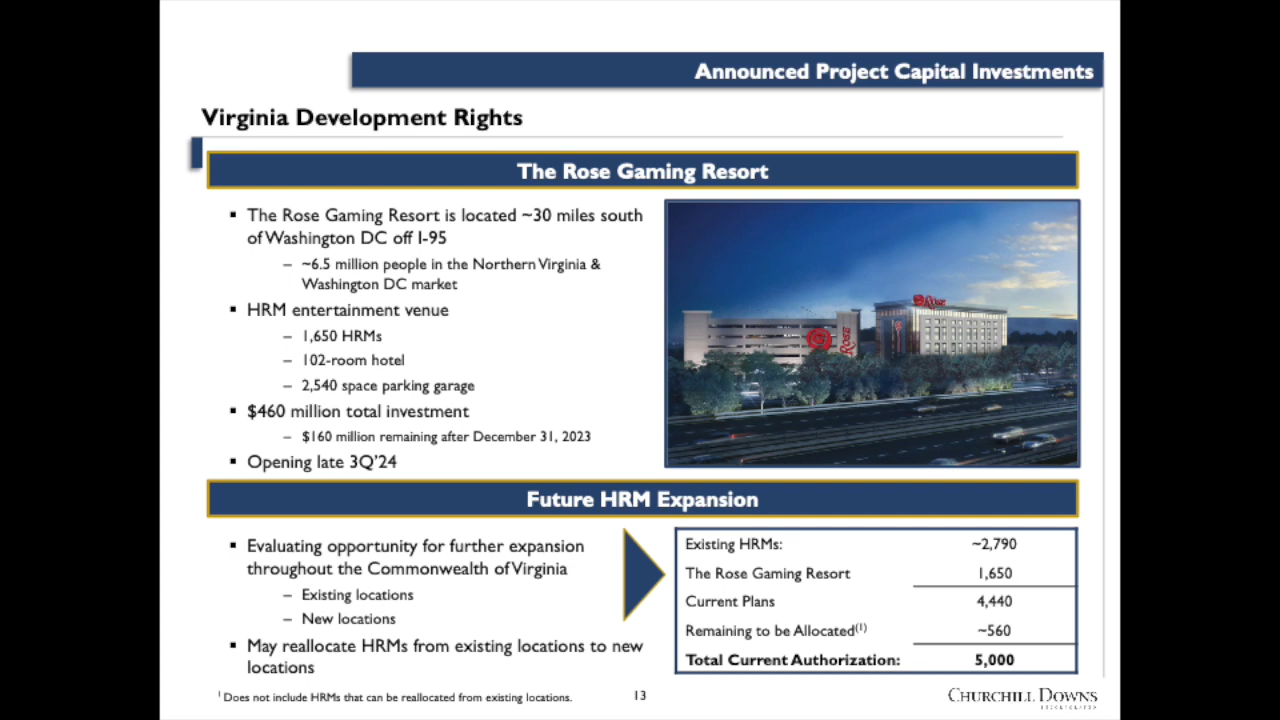 Announced Project Capital Investments
Virginia Development Rights
The Rose Gaming Resort
▪ The Rose Gaming Resort is located ~30 miles south
of Washington DC off I-95
– ~6.5 million people in the Northern Virginia &
Washington DC market
▪ HRM entertainment venue
– 1,650 HRMs
– 102-room hotel
– 2,540 space parking garage
▪ $460 million total investment
– $160 million remaining after December 31, 2023
▪ Opening late 3Q'24
Rose
Rose
Future HRM Expansion
▪ Evaluating opportunity for further expansion
throughout the Commonwealth of Virginia
– Existing locations
– New locations
▪ May reallocate HRMs from existing locations to new
locations
Existing HRMs: ~2,790
The Rose Gaming Resort 1,650
Current Plans 4,440
Remaining to be Allocated(1) ~560
Total Current Authorization: 5,000
1 Does not include HRMs that can be reallocated from existing locations.
13
CHURCHILL DOWNS
INCORPORATED